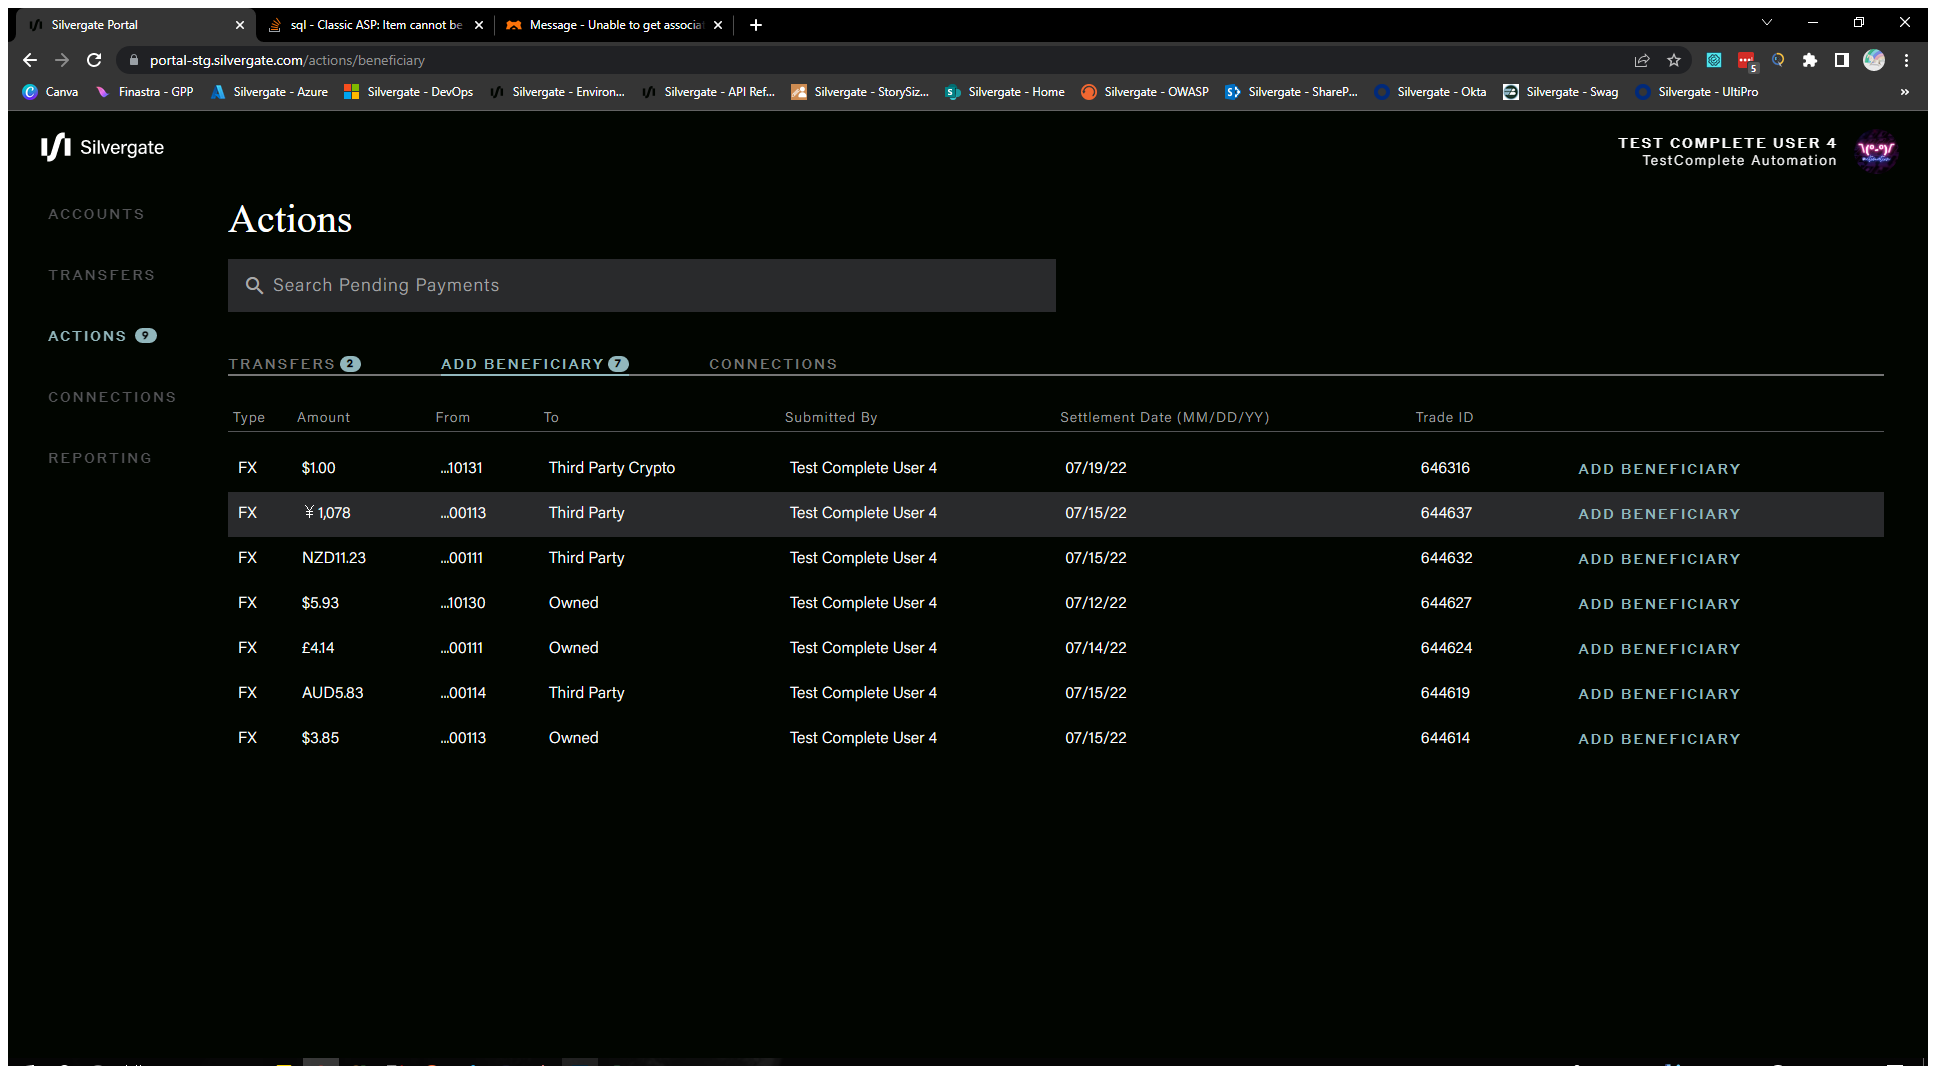 Silvergate Portal
sql - Classic ASP: Item cannot be
Message - Unable to get associa
portal-stg.silvergate.com/actions/beneficiary
5
Canva
Finastra - GPP
Silvergate - Azure
Silvergate - DevOps
Silvergate - Environ...
Silvergate - API Ref...
Silvergate - StorySiz...
Silvergate - Home
Silvergate - OWASP
Silvergate - ShareP...
Silvergate - Okta
Silvergate - Swag
Silvergate - UltiPro
Silvergate
TEST COMPLETE USER 4
TestComplete Automation
ACCOUNTS
TRANSFERS
ACTIONS 9
CONNECTIONS
REPORTING
Actions
Search Pending Payments
TRANSFERS 2 ADD BENEFICIARY 7 CONNECTIONS
Type Amount From To Submitted By Settlement Date (MM/DD/YY) Trade ID
FX $1.00 ...10131 Third Party Crypto Test Complete User 4 07/19/22 646316 ADD BENEFICIARY
FX ¥1,078 ...00113 Third Party Test Complete User 4 07/15/22 644637 ADD BENEFICIARY
FX NZD11.23 ...00111 Third Party Test Complete User 4 07/15/22 644632 ADD BENEFICIARY
FX $5.93 ...10130 Owned Test Complete User 4 07/12/22 644627 ADD BENEFICIARY
FX £4.14 ...00111 Owned Test Complete User 4 07/14/22 644624 ADD BENEFICIARY
FX AUD5.83 ...00114 Third Party Test Complete User 4 07/15/22 644619 ADD BENEFICIARY
FX $3.85 ...00113 Owned Test Complete User 4 07/15/22 644614 ADD BENEFICIARY